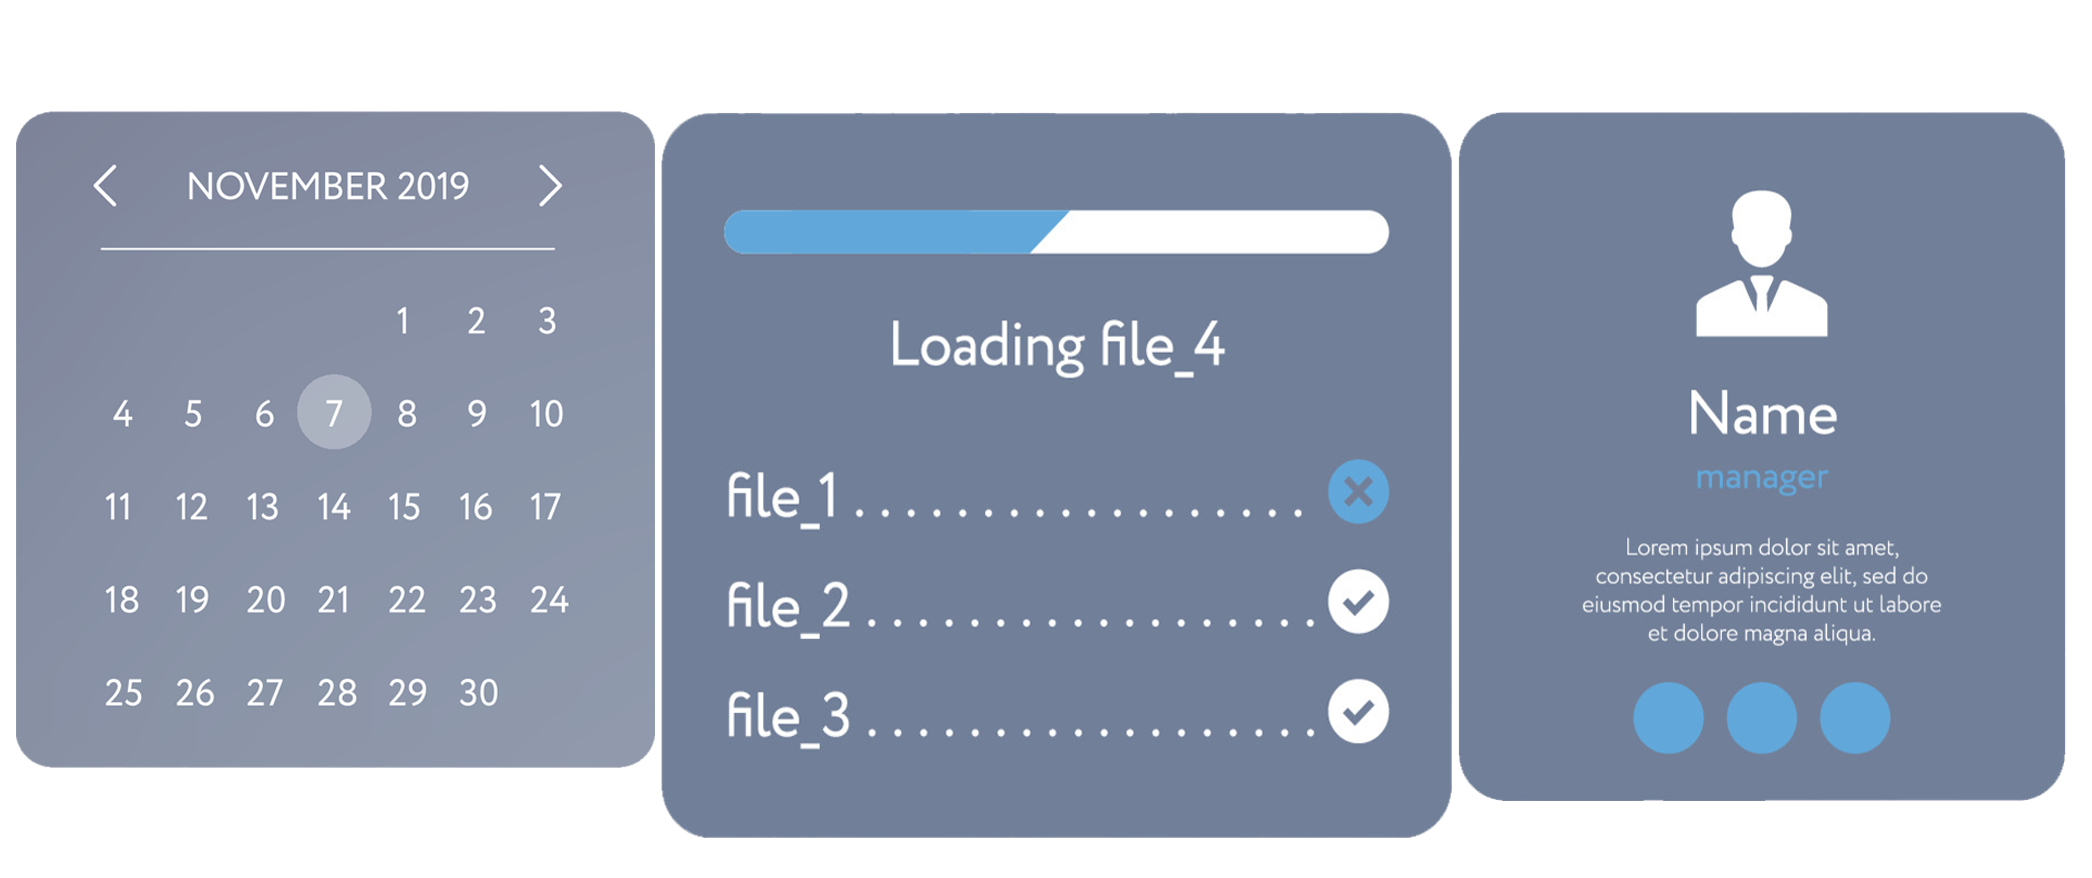 NOVEMBER 2019
1 2 3
4 5 6 7 8 9 10
11 12 13 14 15 16 17
18 19 20 21 22 23 24
25 26 27 28 29 30
Loading file_4
file_1 . . . . . . . . . . . . . . . . . .
file_2 . . . . . . . . . . . . . . . . . .
file_3 . . . . . . . . . . . . . . . . . .
Name
manager
Lorem ipsum dolor sit amet,
consectetur adipiscing elit, sed do
eiusmod tempor incididunt ut labore
et dolore magna aliqua.